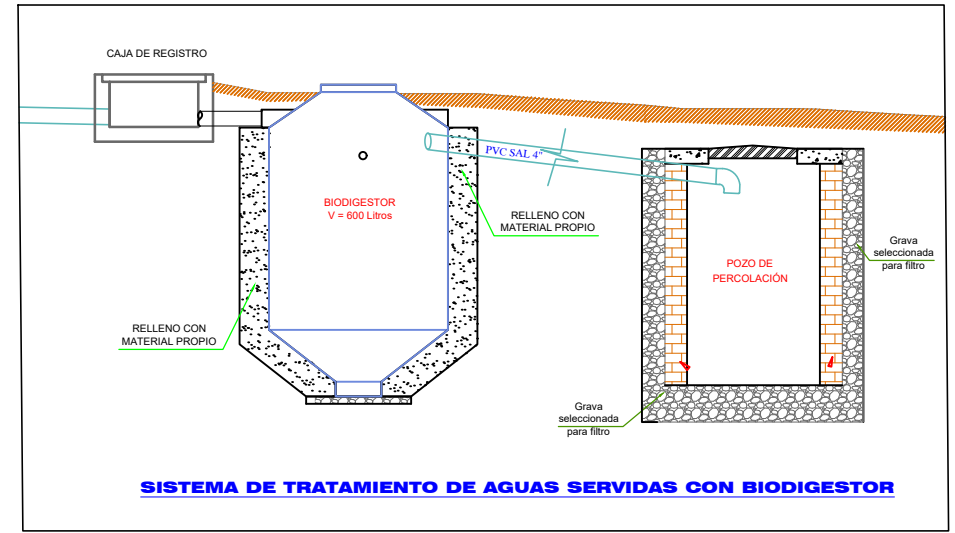 CAJA DE REGISTRO
PVC SAL 4"
BIODIGESTOR
V = 600 Litros
RELLENO CON
MATERIAL PROPIO
Grava
seleccionada
para filtro
POZO DE
PERCOLACIÓN
RELLENO CON
MATERIAL PROPIO
Grava
seleccionada
para filtro
SISTEMA DE TRATAMIENTO DE AGUAS SERVIDAS CON BIODIGESTOR